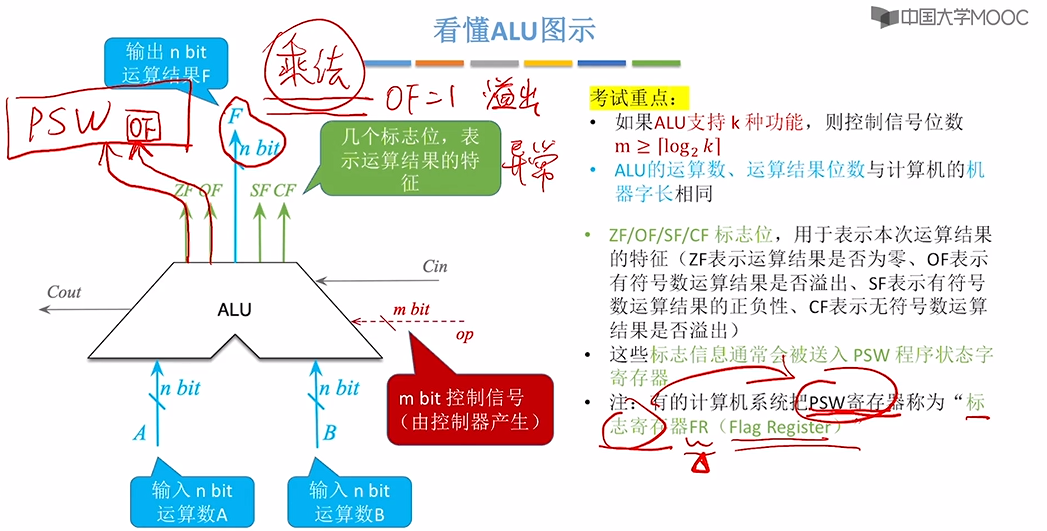 看懂ALU图示
中国大学MOOC
输出 n bit
运算结果F
乘法
OF=1 溢出
异常
PSW OF
F
n bit
几个标志位，表
示运算结果的特
征
ZF OF
SF CF
Cin
Cout
ALU
m bit
op
n bit
n bit
A
B
m bit 控制信号
（由控制器产生）
输入 n bit
运算数A
输入 n bit
运算数B
考试重点：
• 如果ALU支持 k 种功能，则控制信号位数
m ≥ ⌈log₂ k⌉
• ALU的运算数、运算结果位数与计算机的机
器字长相同
• ZF/OF/SF/CF 标志位，用于表示本次运算结果
的特征（ZF表示运算结果是否为零、OF表示
有符号数运算结果是否溢出、SF表示有符号
数运算结果的正负性、CF表示无符号数运算
结果是否溢出）
• 这些标志信息通常会被送入 PSW 程序状态字
寄存器
• 注：有的计算机系统把PSW寄存器称为“标
志寄存器FR（Flag Register）”